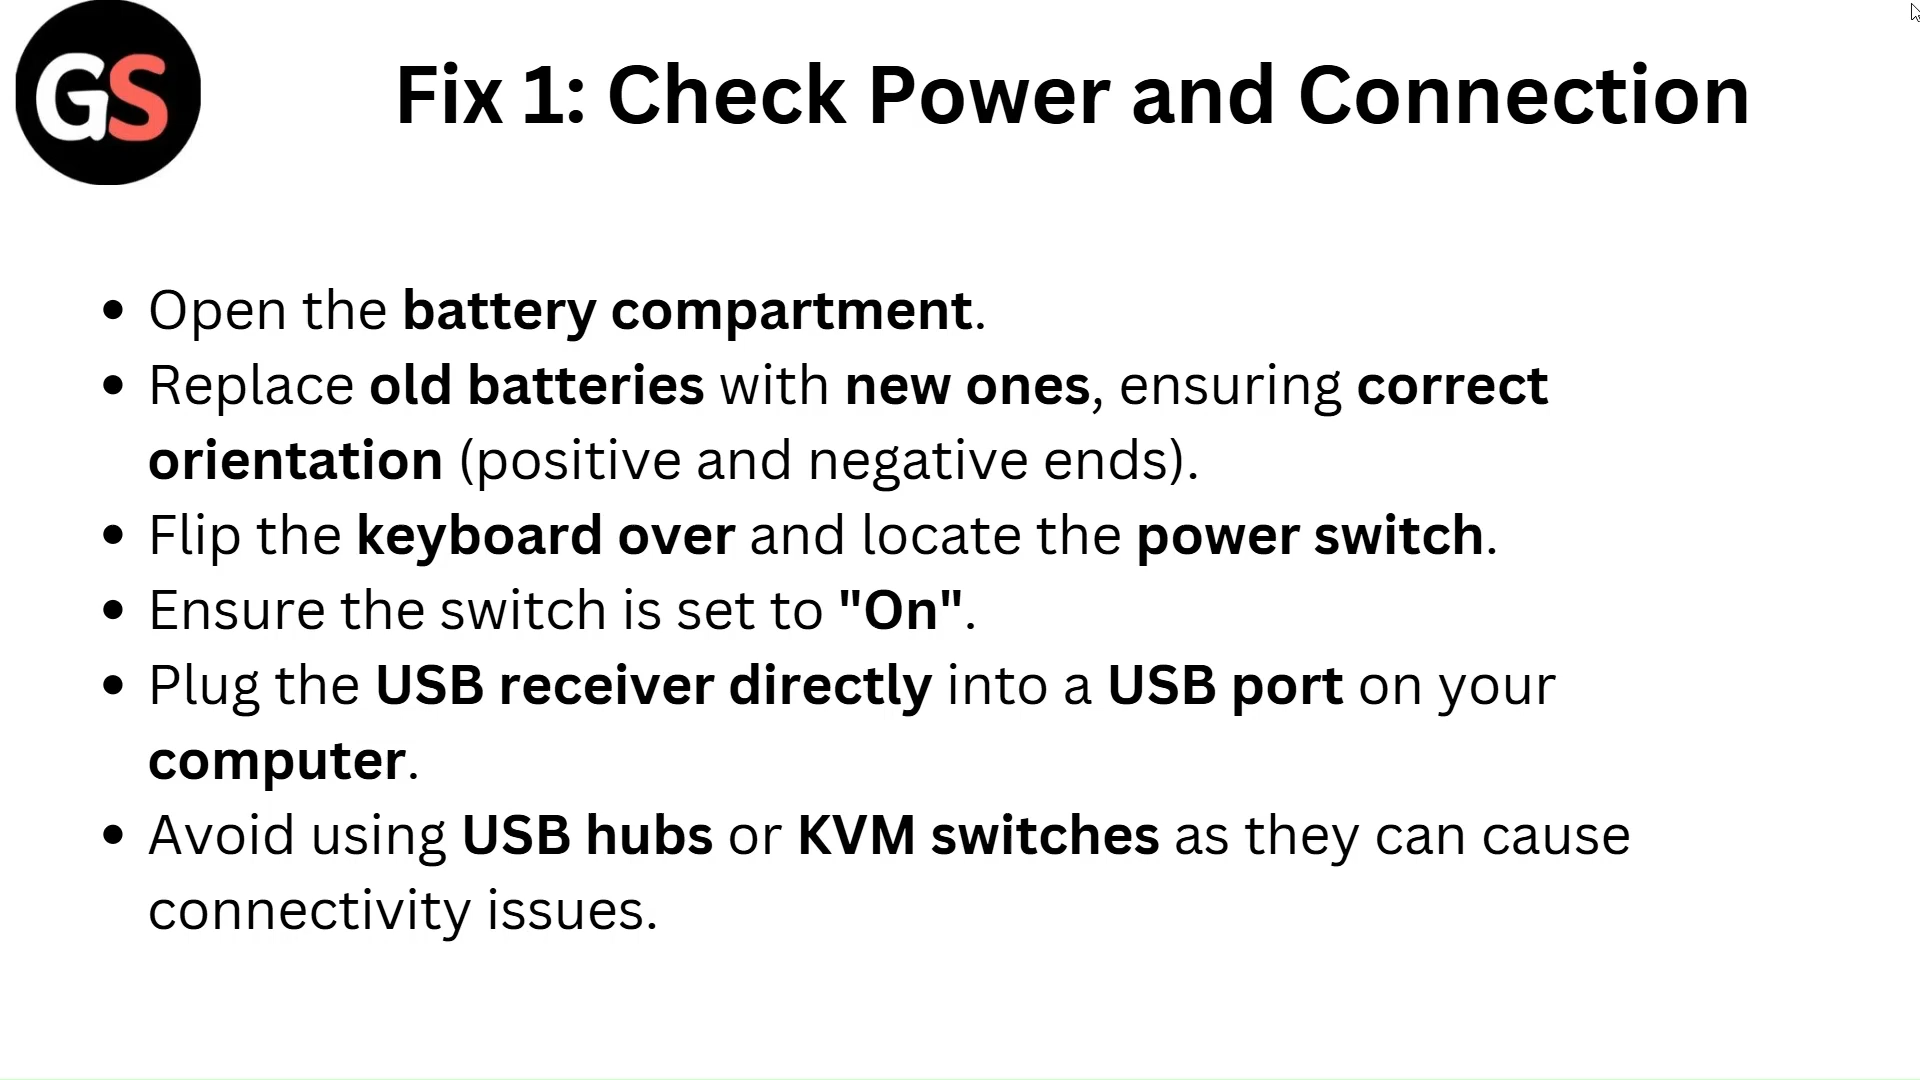 GS
Fix 1: Check Power and Connection
• Open the battery compartment.
• Replace old batteries with new ones, ensuring correct
orientation (positive and negative ends).
• Flip the keyboard over and locate the power switch.
• Ensure the switch is set to "On".
• Plug the USB receiver directly into a USB port on your
computer.
• Avoid using USB hubs or KVM switches as they can cause
connectivity issues.